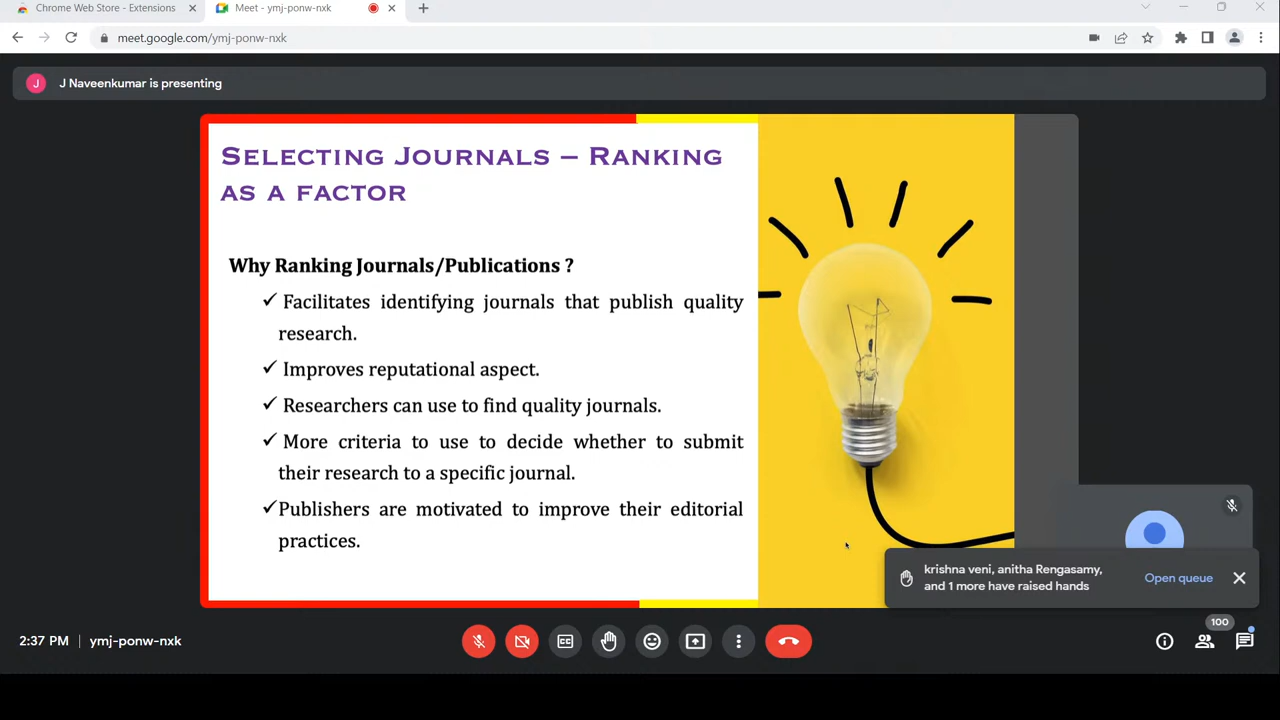 Chrome Web Store - Extensions
Meet - ymj-ponw-nxk
meet.google.com/ymj-ponw-nxk
J
J Naveenkumar is presenting
SELECTING JOURNALS – RANKING
AS A FACTOR
Why Ranking Journals/Publications ?
✓ Facilitates identifying journals that publish quality
research.
✓ Improves reputational aspect.
✓ Researchers can use to find quality journals.
✓ More criteria to use to decide whether to submit
their research to a specific journal.
✓Publishers are motivated to improve their editorial
practices.
krishna veni, anitha Rengasamy,
and 1 more have raised hands
Open queue
2:37 PM | ymj-ponw-nxk
100